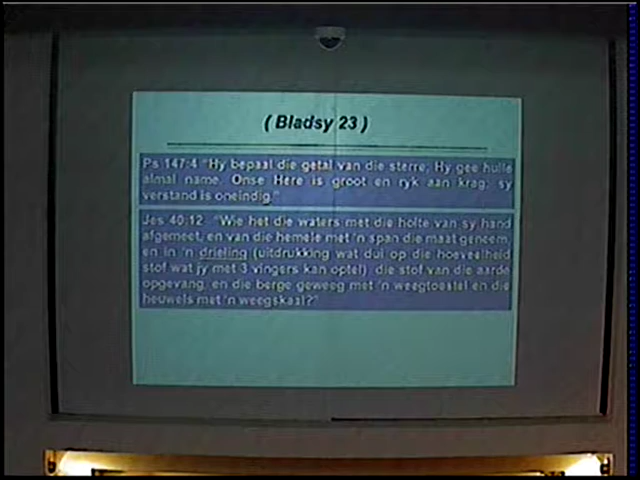 ( Bladsy 23 )
Ps 147:4 "Hy bepaal die getal van die sterre; Hy gee hulle
almal name. Onse Here is groot en ryk aan krag; sy
verstand is oneindig."
Jes 40:12 "Wie het die waters met die holte van sy hand
afgemeet, en van die hemele met 'n span die maat geneem,
en in 'n drieling (uitdrukking wat dui op die hoeveelheid
stof wat jy met 3 vingers kan optel) die stof van die aarde
opgevang, en die berge geweeg met 'n weegtoestel en die
heuwels met 'n weegskaal?"